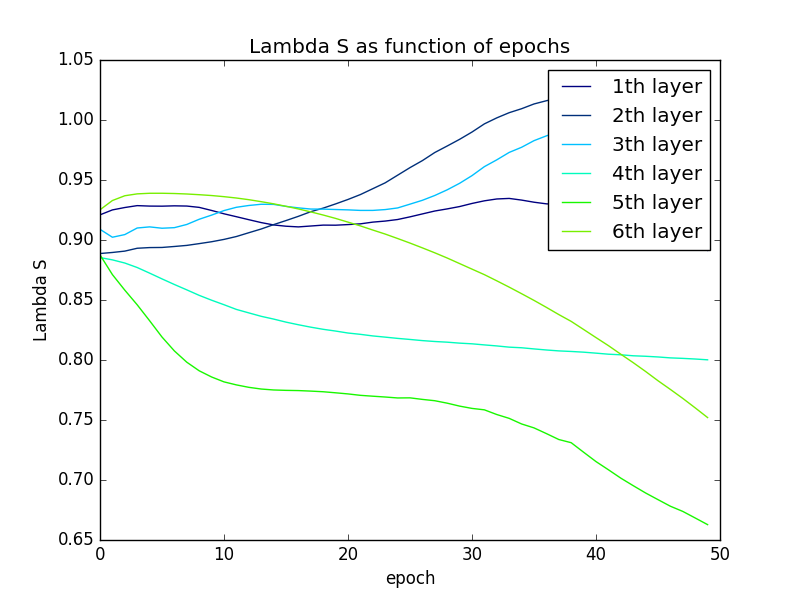 Lambda S as function of epochs
1.05
1.00
0.95
0.90
0.85
0.80
0.75
0.70
0.65
Lambda S
0 10 20 30 40 50
epoch
1th layer
2th layer
3th layer
4th layer
5th layer
6th layer